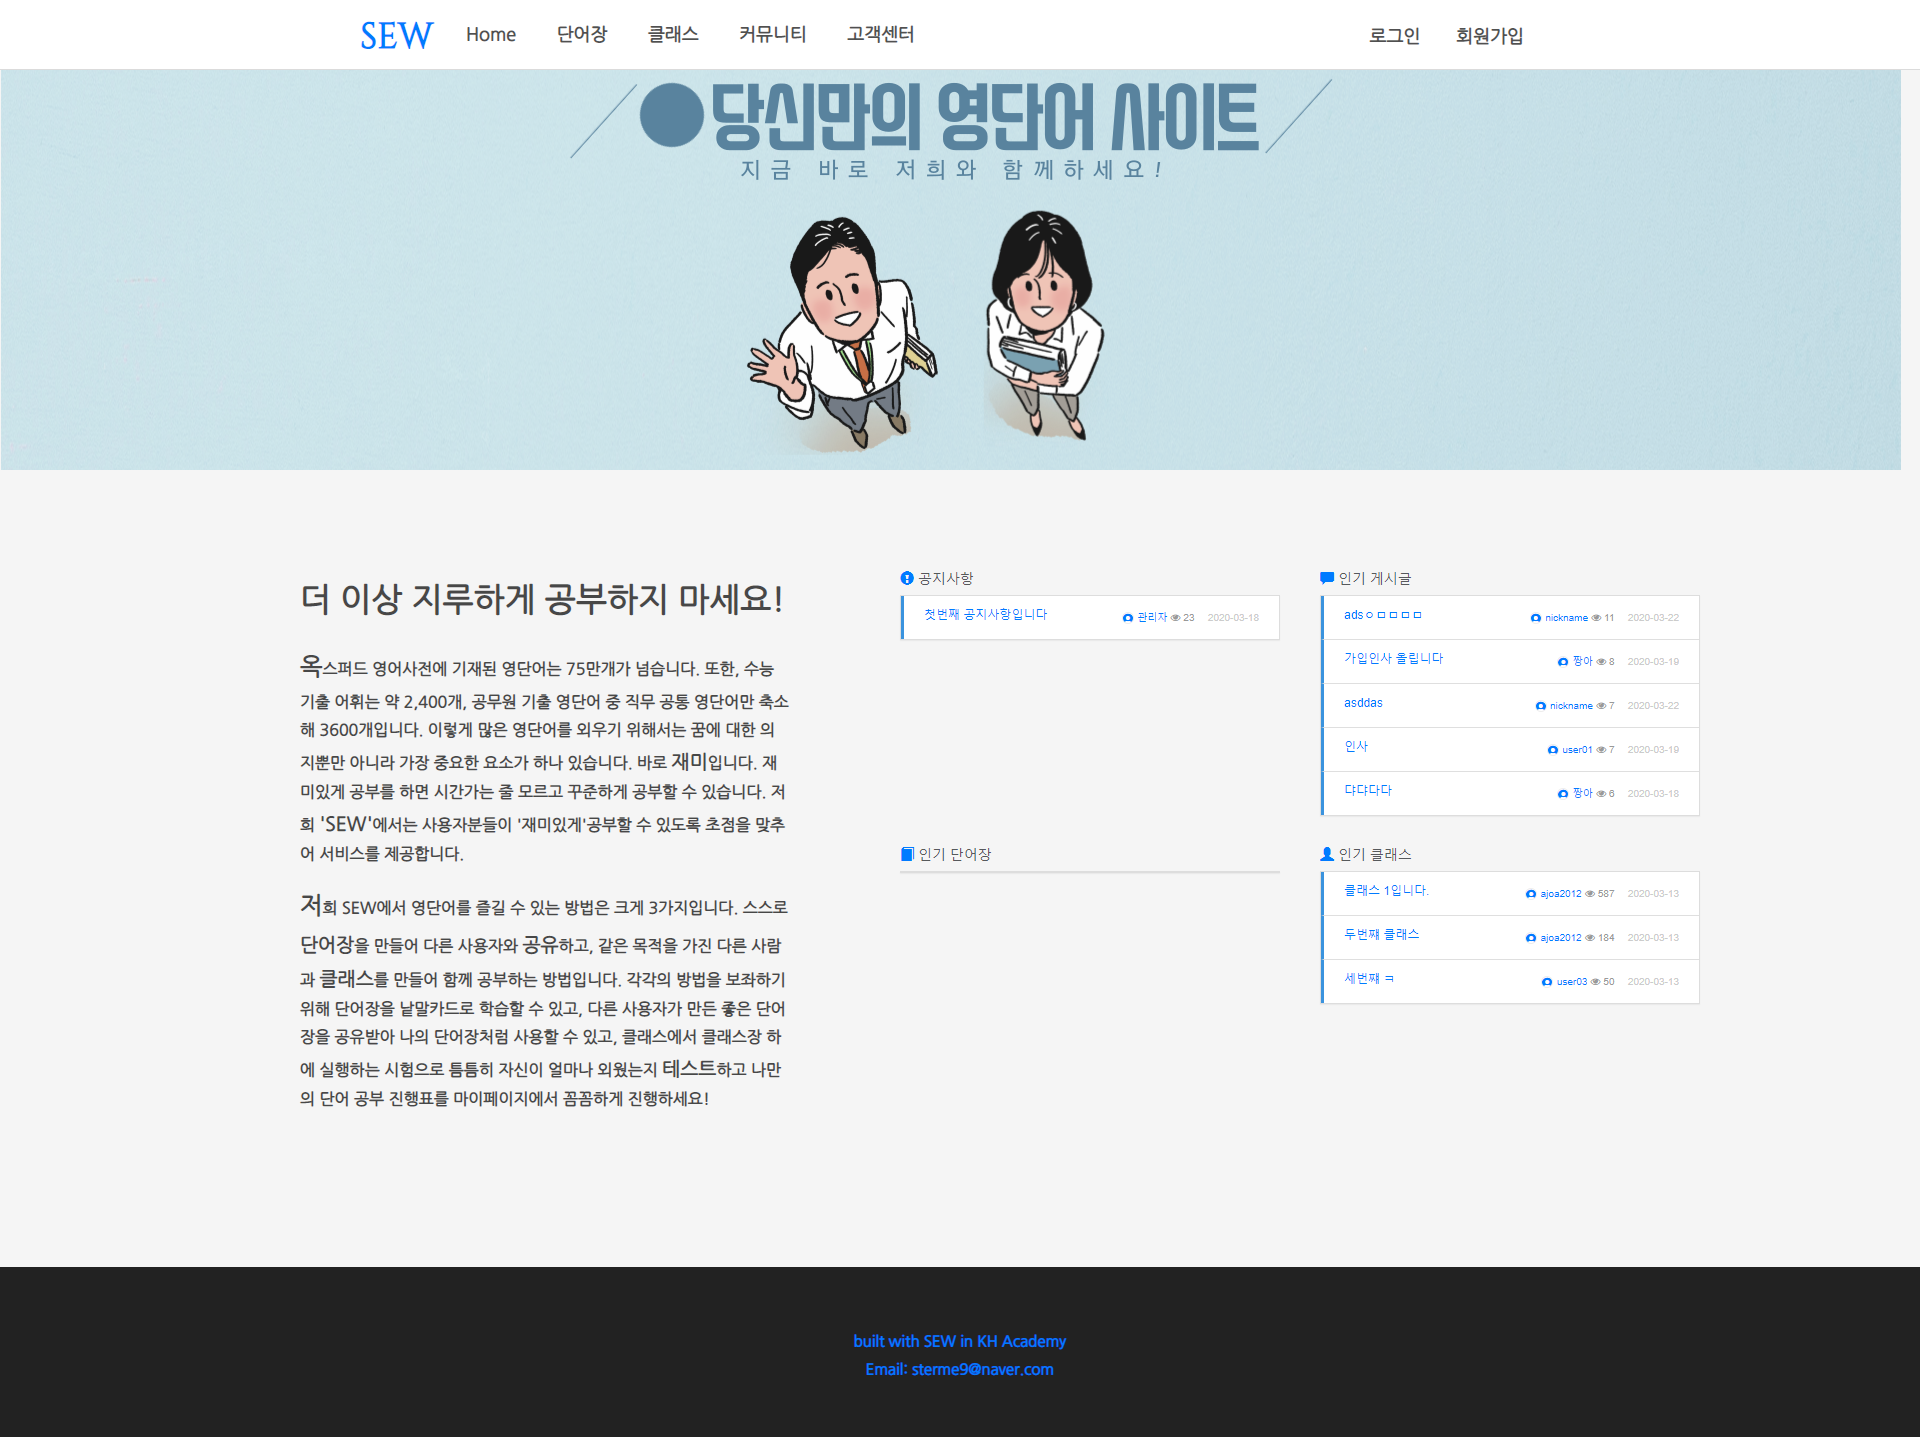 SEW Home 단어장 클래스 커뮤니티 고객센터 로그인 회원가입
당신만의 영단어 사이트
지금 바로 저희와 함께하세요!
더 이상 지루하게 공부하지 마세요!
옥스퍼드 영어사전에 기재된 영단어는 75만개가 넘습니다. 또한, 수능
기출 어휘는 약 2,400개, 공무원 기출 영단어 중 직무 공통 영단어만 축소
해 3600개입니다. 이렇게 많은 영단어를 외우기 위해서는 꿈에 대한 의
지뿐만 아니라 가장 중요한 요소가 하나 있습니다. 바로 재미입니다. 재
미있게 공부를 하면 시간가는 줄 모르고 꾸준하게 공부할 수 있습니다. 저
희 'SEW'에서는 사용자분들이 '재미있게'공부할 수 있도록 초점을 맞추
어 서비스를 제공합니다.
저희 SEW에서 영단어를 즐길 수 있는 방법은 크게 3가지입니다. 스스로
단어장을 만들어 다른 사용자와 공유하고, 같은 목적을 가진 다른 사람
과 클래스를 만들어 함께 공부하는 방법입니다. 각각의 방법을 보좌하기
위해 단어장을 낱말카드로 학습할 수 있고, 다른 사용자가 만든 좋은 단어
장을 공유받아 나의 단어장처럼 사용할 수 있고, 클래스에서 클래스장 하
에 실행하는 시험으로 틈틈히 자신이 얼마나 외웠는지 테스트하고 나만
의 단어 공부 진행표를 마이페이지에서 꼼꼼하게 진행하세요!
공지사항
첫번째 공지사항입니다 관리자 23 2020-03-18
인기 게시글
adsㅇㅁㅁㅁㅁ nickname 11 2020-03-22
가입인사 올립니다 짱아 8 2020-03-19
asddas nickname 7 2020-03-22
인사 user01 7 2020-03-19
댜댜다다 짱아 6 2020-03-18
인기 단어장
인기 클래스
클래스 1입니다. ajoa2012 587 2020-03-13
두번째 클래스 ajoa2012 184 2020-03-13
세번째 ㅋ user03 50 2020-03-13
built with SEW in KH Academy
Email: sterme9@naver.com